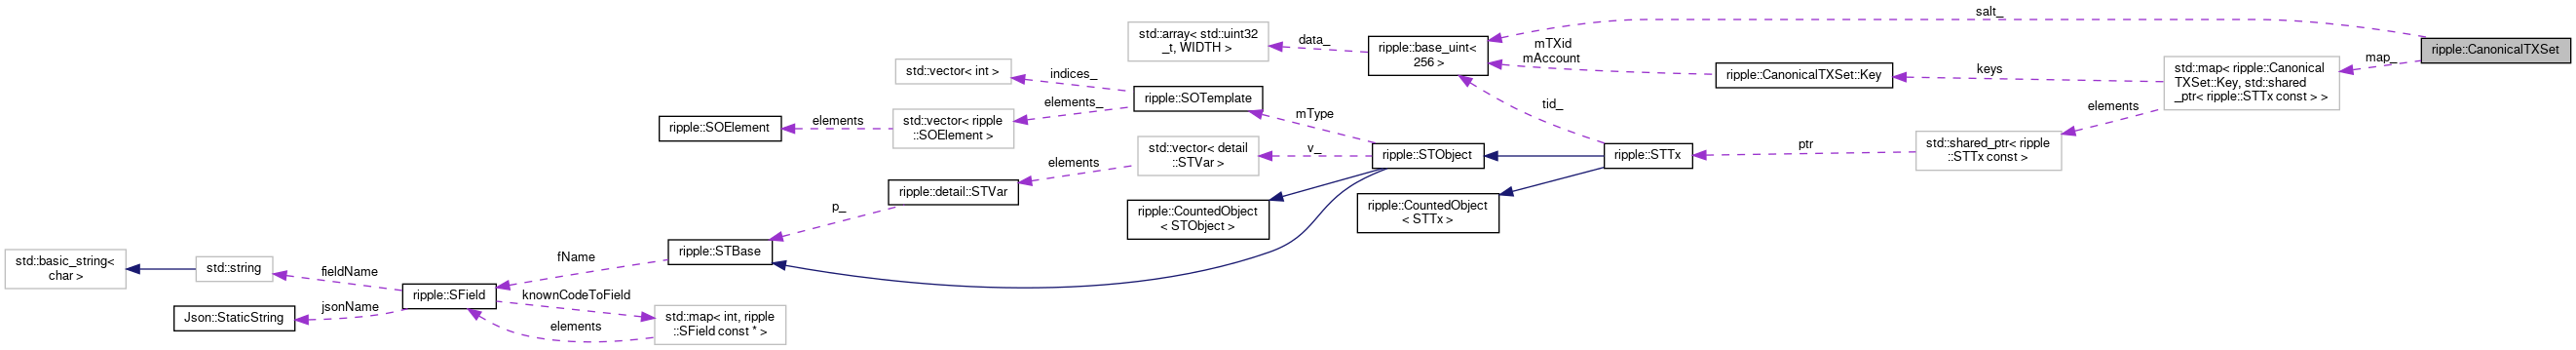 salt_
std::array< std::uint32
_t, WIDTH >
data_
ripple::base_uint<
256 >
mTXid
mAccount
ripple::CanonicalTXSet
map_
std::vector< int >
indices_
ripple::CanonicalTXSet::Key
keys
std::map< ripple::Canonical
TXSet::Key, std::shared
_ptr< ripple::STTx const > >
ripple::SOTemplate
elements_
tid_
elements
ripple::SOElement
elements
std::vector< ripple
::SOElement >
mType
std::vector< detail
::STVar >
v_
ripple::STObject
ripple::STTx
ptr
std::shared_ptr< ripple
::STTx const >
elements
ripple::detail::STVar
ripple::CountedObject
< STObject >
ripple::CountedObject
< STTx >
p_
ripple::STBase
fName
std::basic_string<
char >
std::string
fieldName
ripple::SField
knownCodeToField
Json::StaticString
jsonName
elements
std::map< int, ripple
::SField const * >